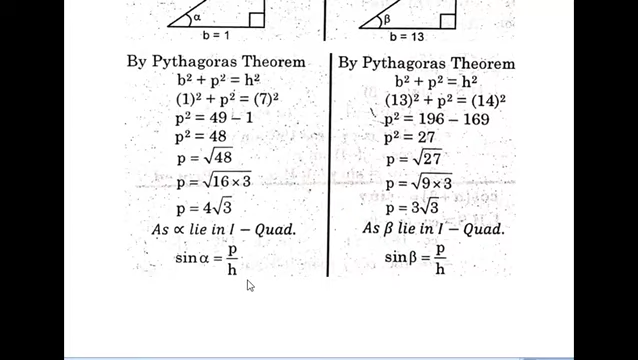 α
b = 1
By Pythagoras Theorem
b² + p² = h²
(1)² + p² = (7)²
p² = 49 − 1
p² = 48
p = √48
p = √16 × 3
p = 4√3
As ∝ lie in I − Quad.
sin α = p/h
β
b = 13
By Pythagoras Theorem
b² + p² = h²
(13)² + p² = (14)²
p² = 196 − 169
p² = 27
p = √27
p = √9 × 3
p = 3√3
As β lie in I − Quad.
sin β = p/h